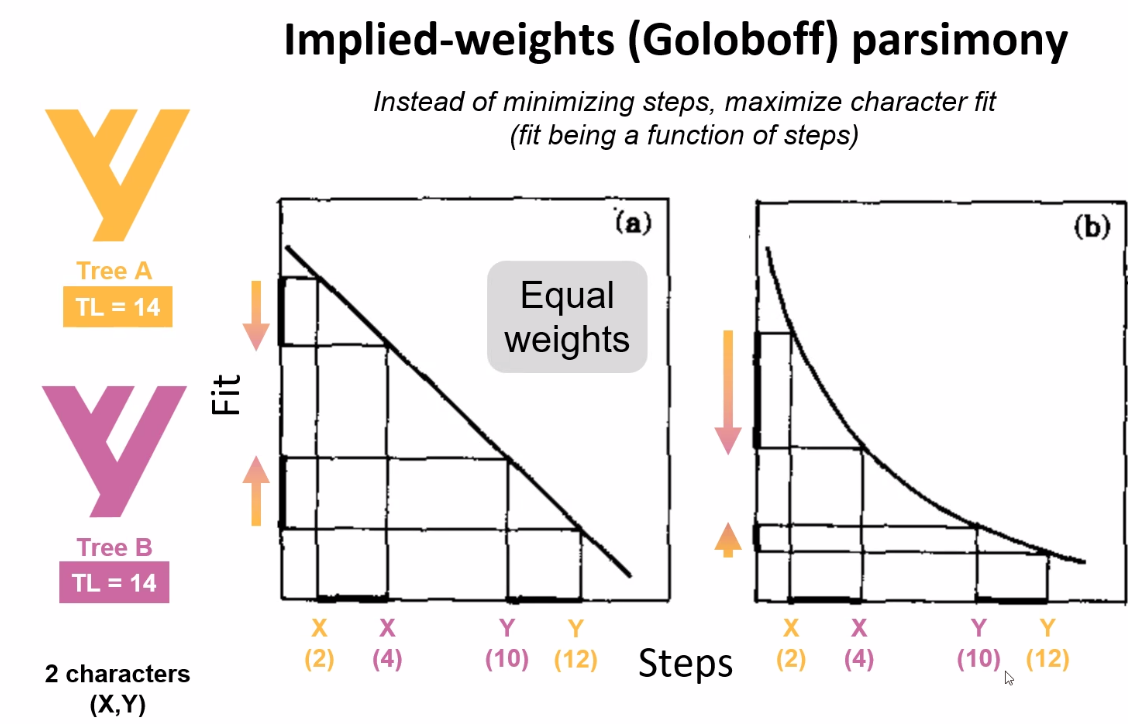 Implied-weights (Goloboff) parsimony
Instead of minimizing steps, maximize character fit
(fit being a function of steps)
Tree A
TL = 14
Tree B
TL = 14
2 characters
(X,Y)
Fit
(a)
Equal
weights
X X Y Y
(2) (4) (10) (12)
Steps
(b)
X X Y Y
(2) (4) (10) (12)